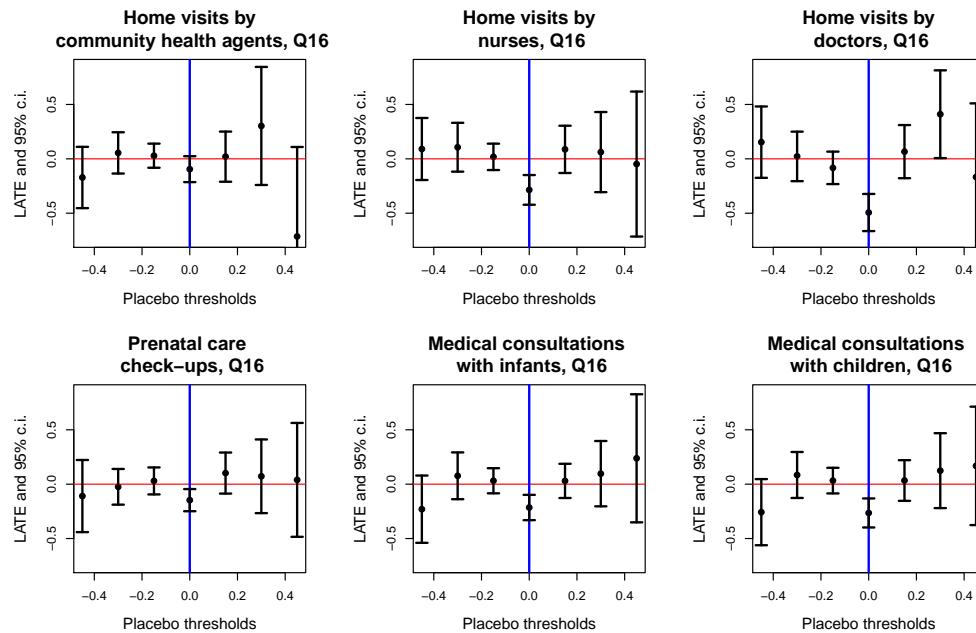 Home visits by
community health agents, Q16
Home visits by
nurses, Q16
Home visits by
doctors, Q16
LATE and 95% c.i.
0.5
0.0
−0.5
−0.4 −0.2 0.0 0.2 0.4
Placebo thresholds
LATE and 95% c.i.
0.5
0.0
−0.5
−0.4 −0.2 0.0 0.2 0.4
Placebo thresholds
LATE and 95% c.i.
0.5
0.0
−0.5
−0.4 −0.2 0.0 0.2 0.4
Placebo thresholds
Prenatal care
check−ups, Q16
Medical consultations
with infants, Q16
Medical consultations
with children, Q16
LATE and 95% c.i.
0.5
0.0
−0.5
−0.4 −0.2 0.0 0.2 0.4
Placebo thresholds
LATE and 95% c.i.
0.5
0.0
−0.5
−0.4 −0.2 0.0 0.2 0.4
Placebo thresholds
LATE and 95% c.i.
0.5
0.0
−0.5
−0.4 −0.2 0.0 0.2 0.4
Placebo thresholds